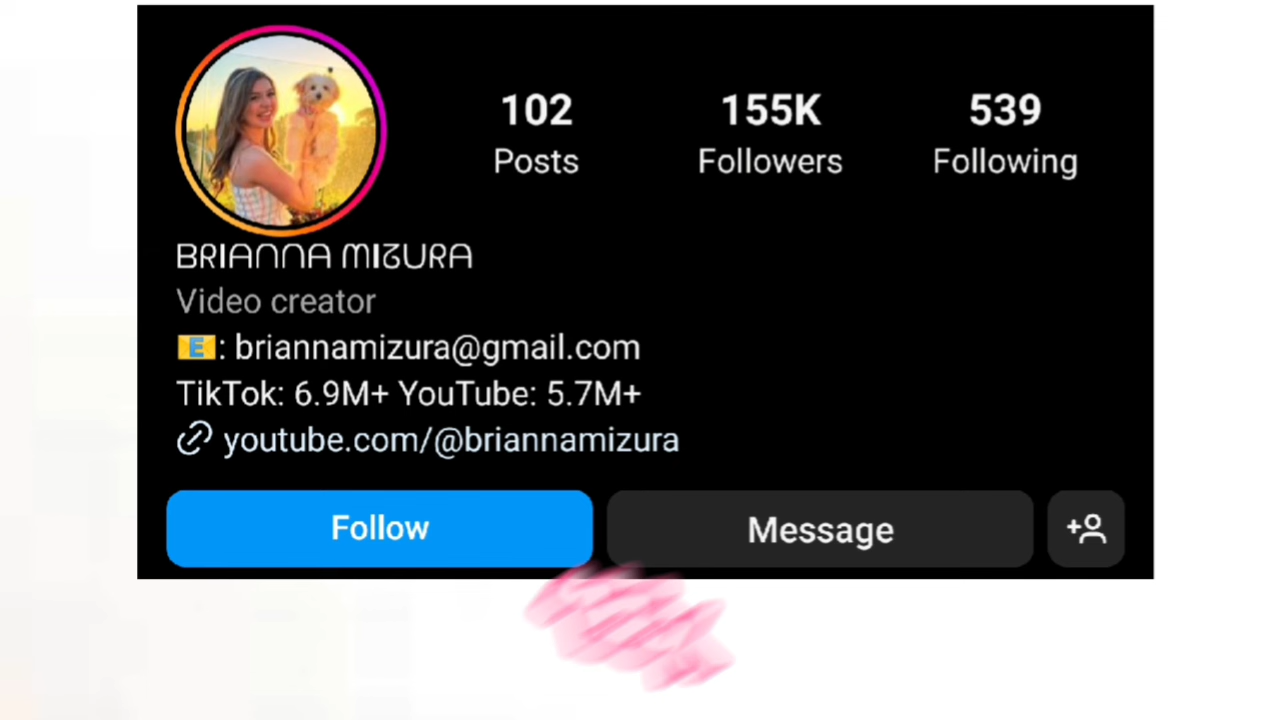 102 155K 539
Posts Followers Following
BRIANNA MIZURA
Video creator
📧: briannamizura@gmail.com
TikTok: 6.9M+ YouTube: 5.7M+
youtube.com/@briannamizura
Follow Message